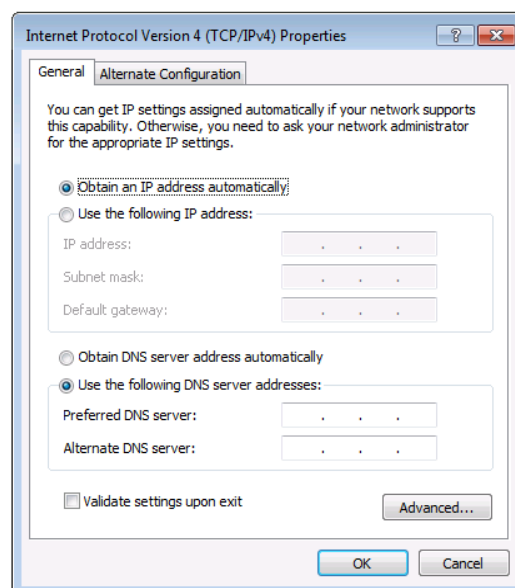 Internet Protocol Version 4 (TCP/IPv4) Properties
General
Alternate Configuration
You can get IP settings assigned automatically if your network supports
this capability. Otherwise, you need to ask your network administrator
for the appropriate IP settings.
Obtain an IP address automatically
Use the following IP address:
IP address:
. . .
Subnet mask:
. . .
Default gateway:
. . .
Obtain DNS server address automatically
Use the following DNS server addresses:
Preferred DNS server:
. . .
Alternate DNS server:
. . .
Validate settings upon exit
Advanced...
OK
Cancel